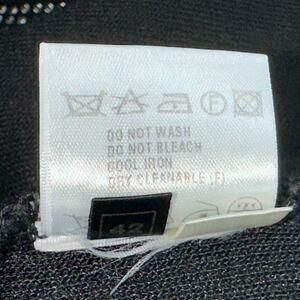 F
DO NOT WASH
DO NOT BLEACH
COOL IRON
DRY CLEANABLE (F)
42